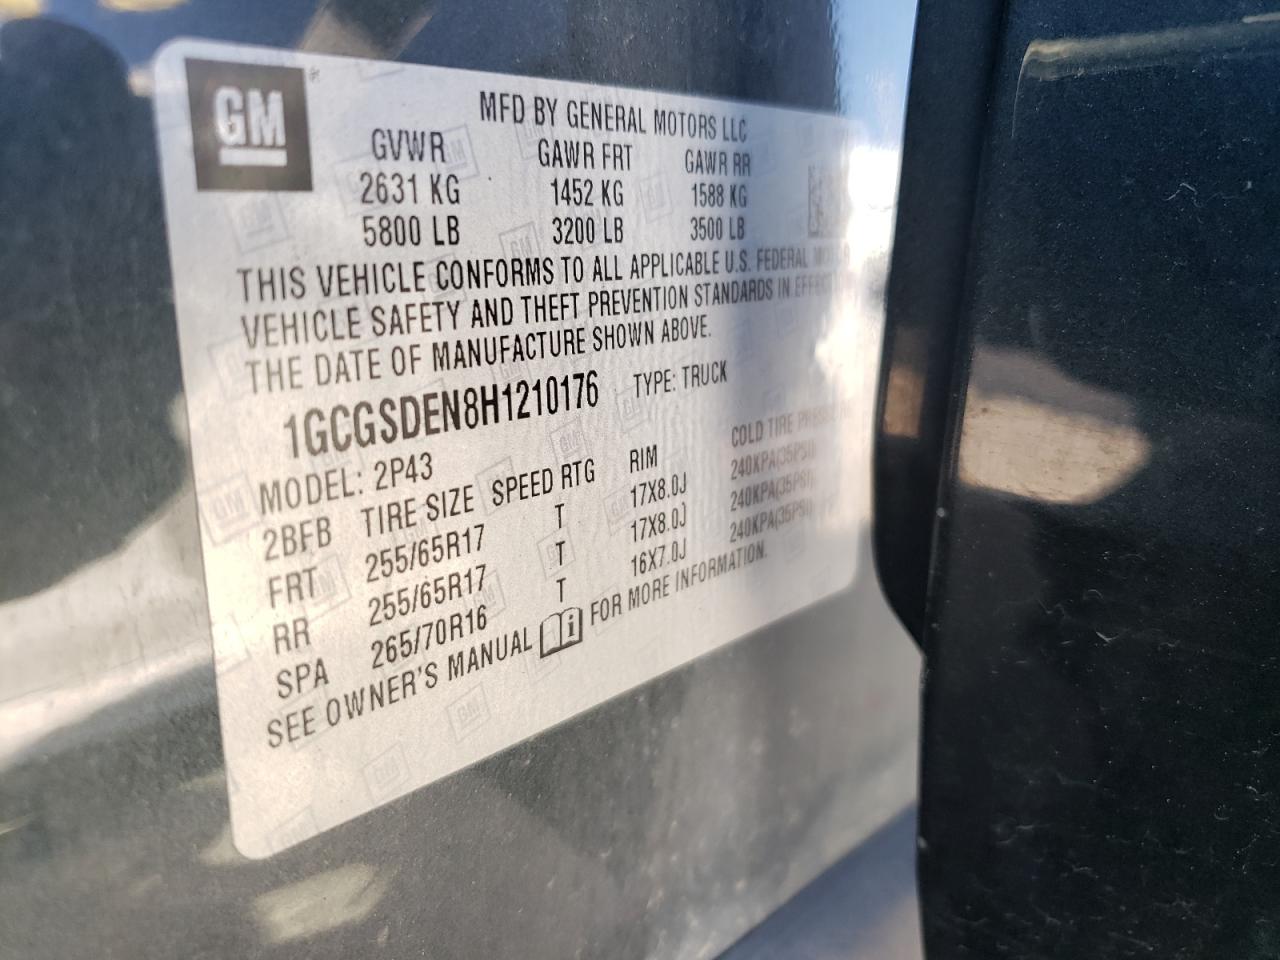 GM
MFD BY GENERAL MOTORS LLC
GVWR GAWR FRT GAWR RR
2631 KG 1452 KG 1588 KG
5800 LB 3200 LB 3500 LB
THIS VEHICLE CONFORMS TO ALL APPLICABLE U.S. FEDERAL MOTOR
VEHICLE SAFETY AND THEFT PREVENTION STANDARDS IN EFFECT
THE DATE OF MANUFACTURE SHOWN ABOVE.
1GCGSDEN8H1210176 TYPE: TRUCK
MODEL: 2P43
2BFB TIRE SIZE SPEED RTG RIM COLD TIRE PRESSURE
FRT 255/65R17 T 17X8.0J 240KPA(35PSI)
RR 255/65R17 T 17X8.0J 240KPA(35PSI)
SPA 265/70R16 T 16X7.0J 240KPA(35PSI)
SEE OWNER'S MANUAL FOR MORE INFORMATION.